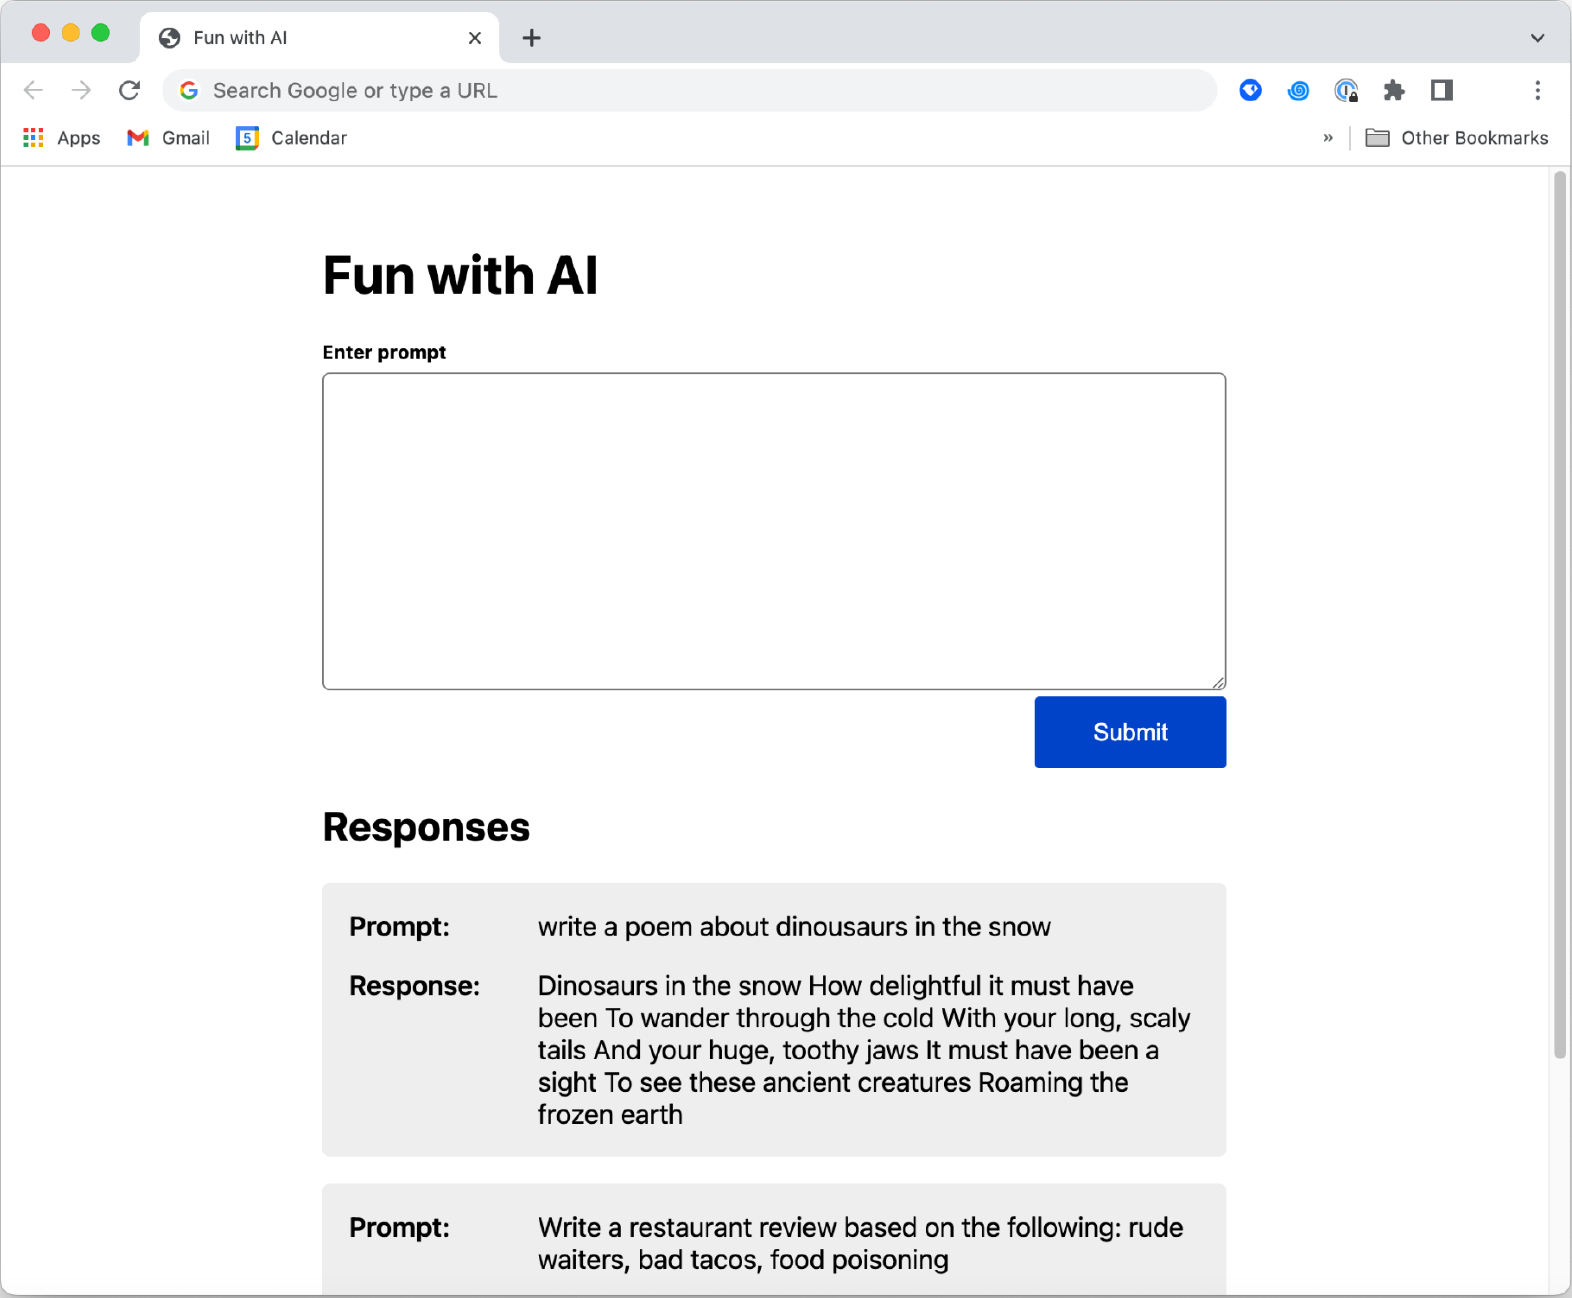 Fun with AI
Search Google or type a URL
Apps Gmail 5 Calendar » Other Bookmarks
Fun with AI
Enter prompt
Submit
Responses
Prompt: write a poem about dinousaurs in the snow
Response: Dinosaurs in the snow How delightful it must have
been To wander through the cold With your long, scaly
tails And your huge, toothy jaws It must have been a
sight To see these ancient creatures Roaming the
frozen earth
Prompt: Write a restaurant review based on the following: rude
waiters, bad tacos, food poisoning